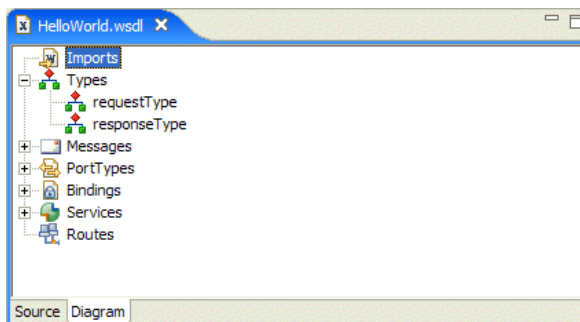 HelloWorld.wsdl
Imports
Types
requestType
responseType
Messages
PortTypes
Bindings
Services
Routes
Source Diagram